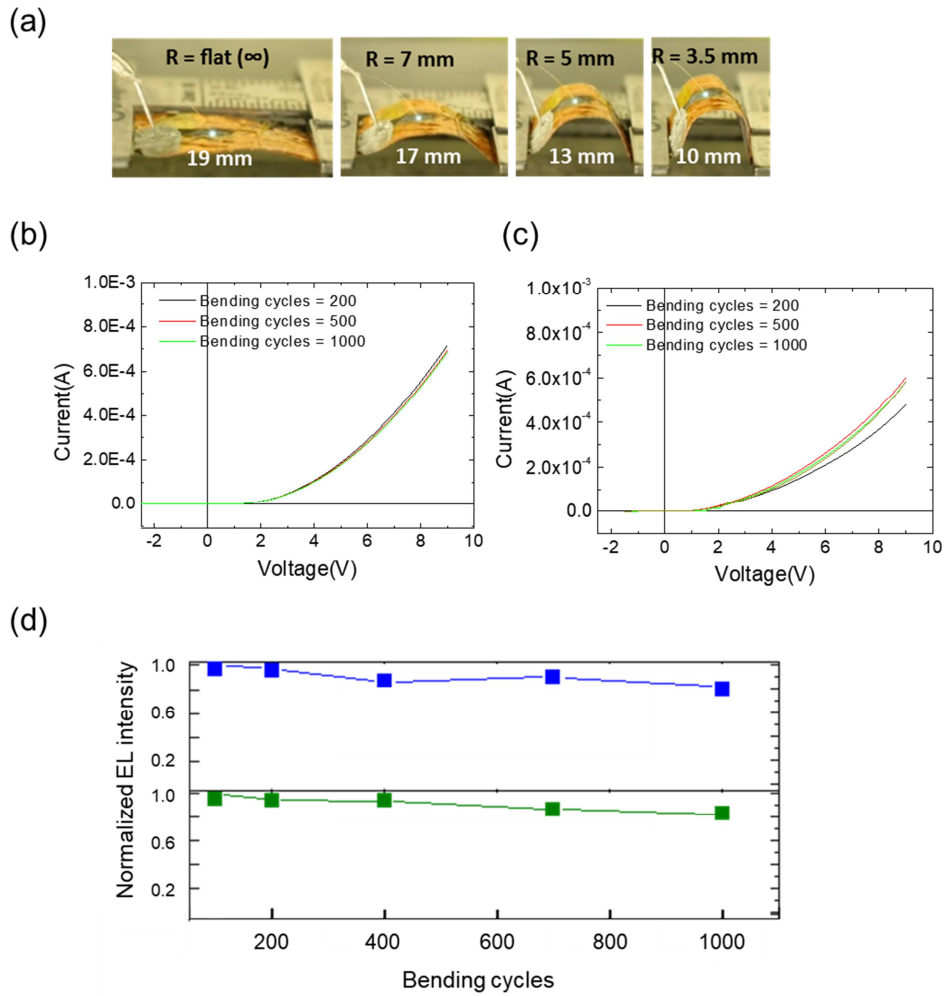 (a)
R = flat (∞)
R = 7 mm
R = 5 mm
R = 3.5 mm
19 mm
17 mm
13 mm
10 mm
(b)
(c)
1.0E-3
8.0E-4
6.0E-4
4.0E-4
2.0E-4
0.0
Current(A)
Bending cycles = 200
Bending cycles = 500
Bending cycles = 1000
-2 0 2 4 6 8 10
Voltage(V)
1.0x10⁻³
8.0x10⁻⁴
6.0x10⁻⁴
4.0x10⁻⁴
2.0x10⁻⁴
0.0
Current(A)
Bending cycles = 200
Bending cycles = 500
Bending cycles = 1000
-2 0 2 4 6 8 10
Voltage(V)
(d)
Normalized EL intensity
1.0
0.6
0.2
1.0
0.6
0.2
200 400 600 800 1000
Bending cycles